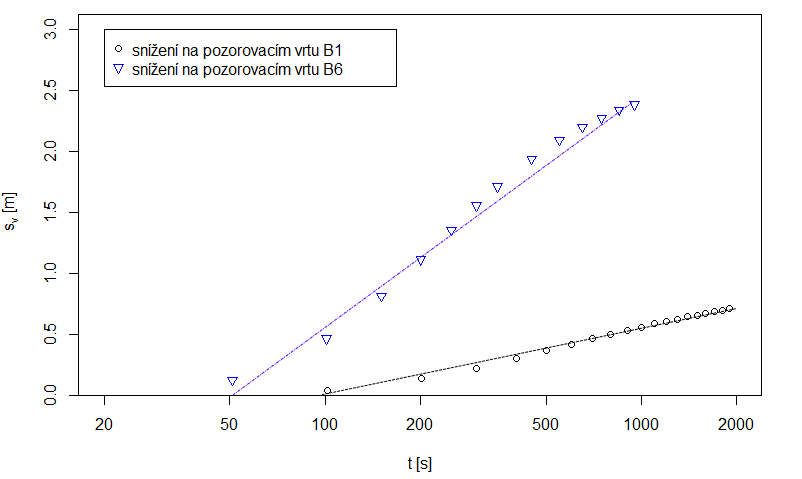 snížení na pozorovacím vrtu B1
snížení na pozorovacím vrtu B6
3.0
2.5
2.0
1.5
1.0
0.5
0.0
sv [m]
20 50 100 200 500 1000 2000
t [s]